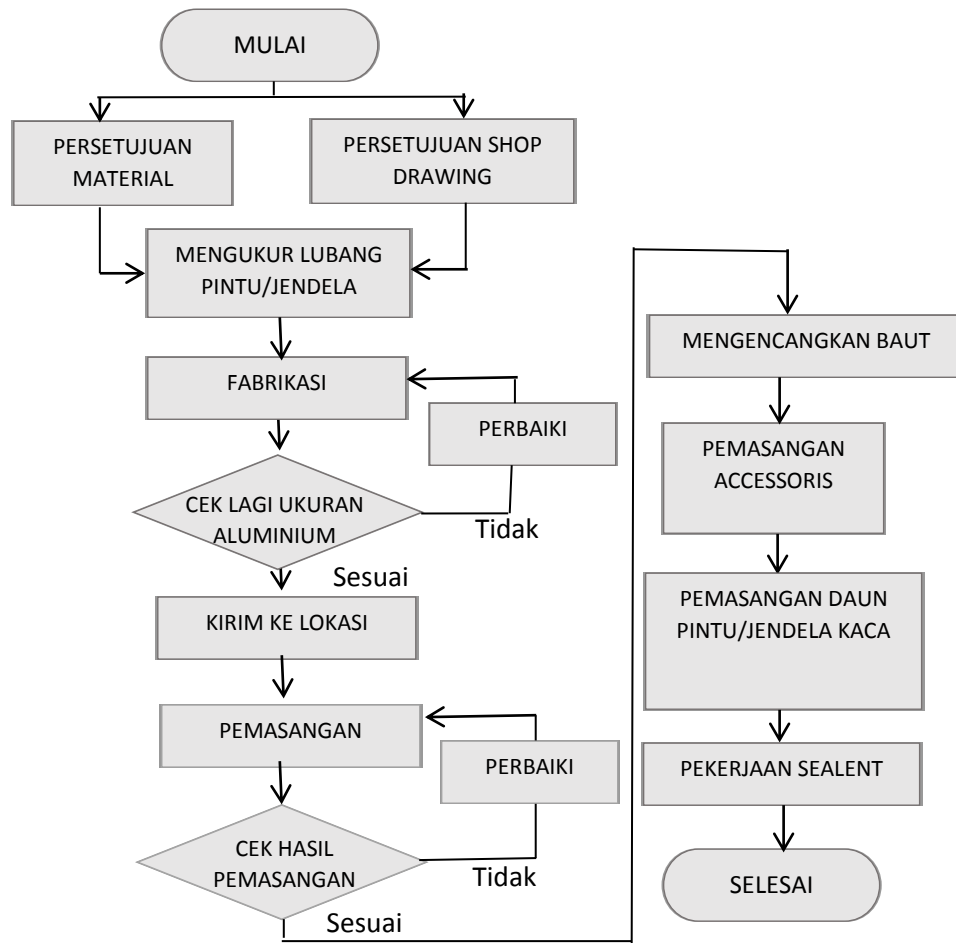 MULAI
PERSETUJUAN
MATERIAL
PERSETUJUAN SHOP
DRAWING
MENGUKUR LUBANG
PINTU/JENDELA
FABRIKASI
PERBAIKI
CEK LAGI UKURAN
ALUMINIUM
Tidak
Sesuai
KIRIM KE LOKASI
PEMASANGAN
PERBAIKI
CEK HASIL
PEMASANGAN
Tidak
Sesuai
MENGENCANGKAN BAUT
PEMASANGAN
ACCESSORIS
PEMASANGAN DAUN
PINTU/JENDELA KACA
PEKERJAAN SEALENT
SELESAI